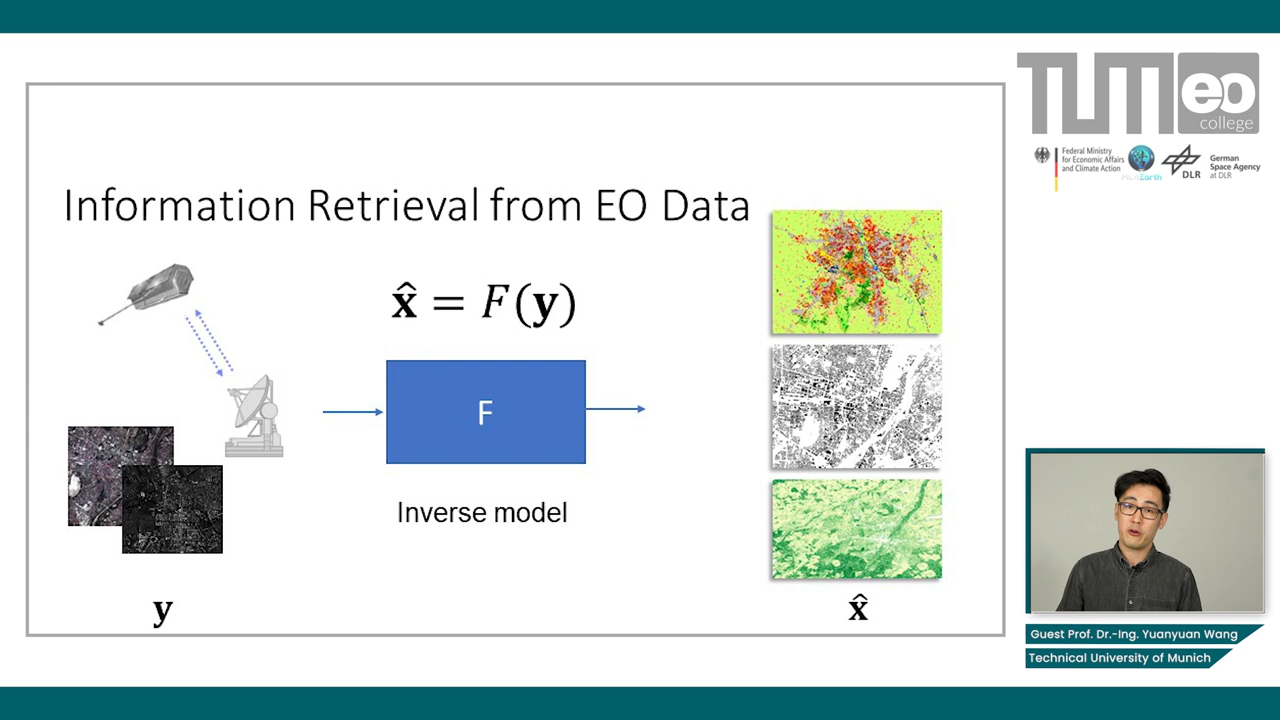 TUM eo
college
Federal Ministry
for Economic Affairs
and Climate Action
ML4Earth
DLR
German
Space Agency
at DLR
Information Retrieval from EO Data
x̂ = F(y)
F
Inverse model
y
x̂
Guest Prof. Dr.-Ing. Yuanyuan Wang
Technical University of Munich